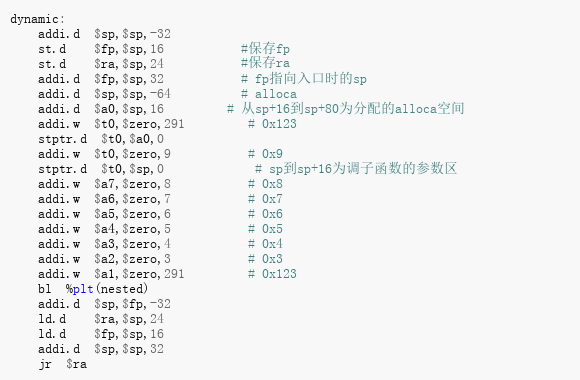 dynamic:
    addi.d  $sp,$sp,-32
    st.d    $fp,$sp,16           #保存fp
    st.d    $ra,$sp,24           #保存ra
    addi.d  $fp,$sp,32           # fp指向入口时的sp
    addi.d  $sp,$sp,-64          # alloca
    addi.d  $a0,$sp,16         # 从sp+16到sp+80为分配的alloca空间
    addi.w  $t0,$zero,291         # 0x123
    stptr.d  $t0,$a0,0
    addi.w  $t0,$zero,9           # 0x9
    stptr.d  $t0,$sp,0             # sp到sp+16为调子函数的参数区
    addi.w  $a7,$zero,8           # 0x8
    addi.w  $a6,$zero,7           # 0x7
    addi.w  $a5,$zero,6           # 0x6
    addi.w  $a4,$zero,5           # 0x5
    addi.w  $a3,$zero,4           # 0x4
    addi.w  $a2,$zero,3           # 0x3
    addi.w  $a1,$zero,291         # 0x123
    bl  %plt(nested)
    addi.d  $sp,$fp,-32
    ld.d    $ra,$sp,24
    ld.d    $fp,$sp,16
    addi.d  $sp,$sp,32
    jr  $ra